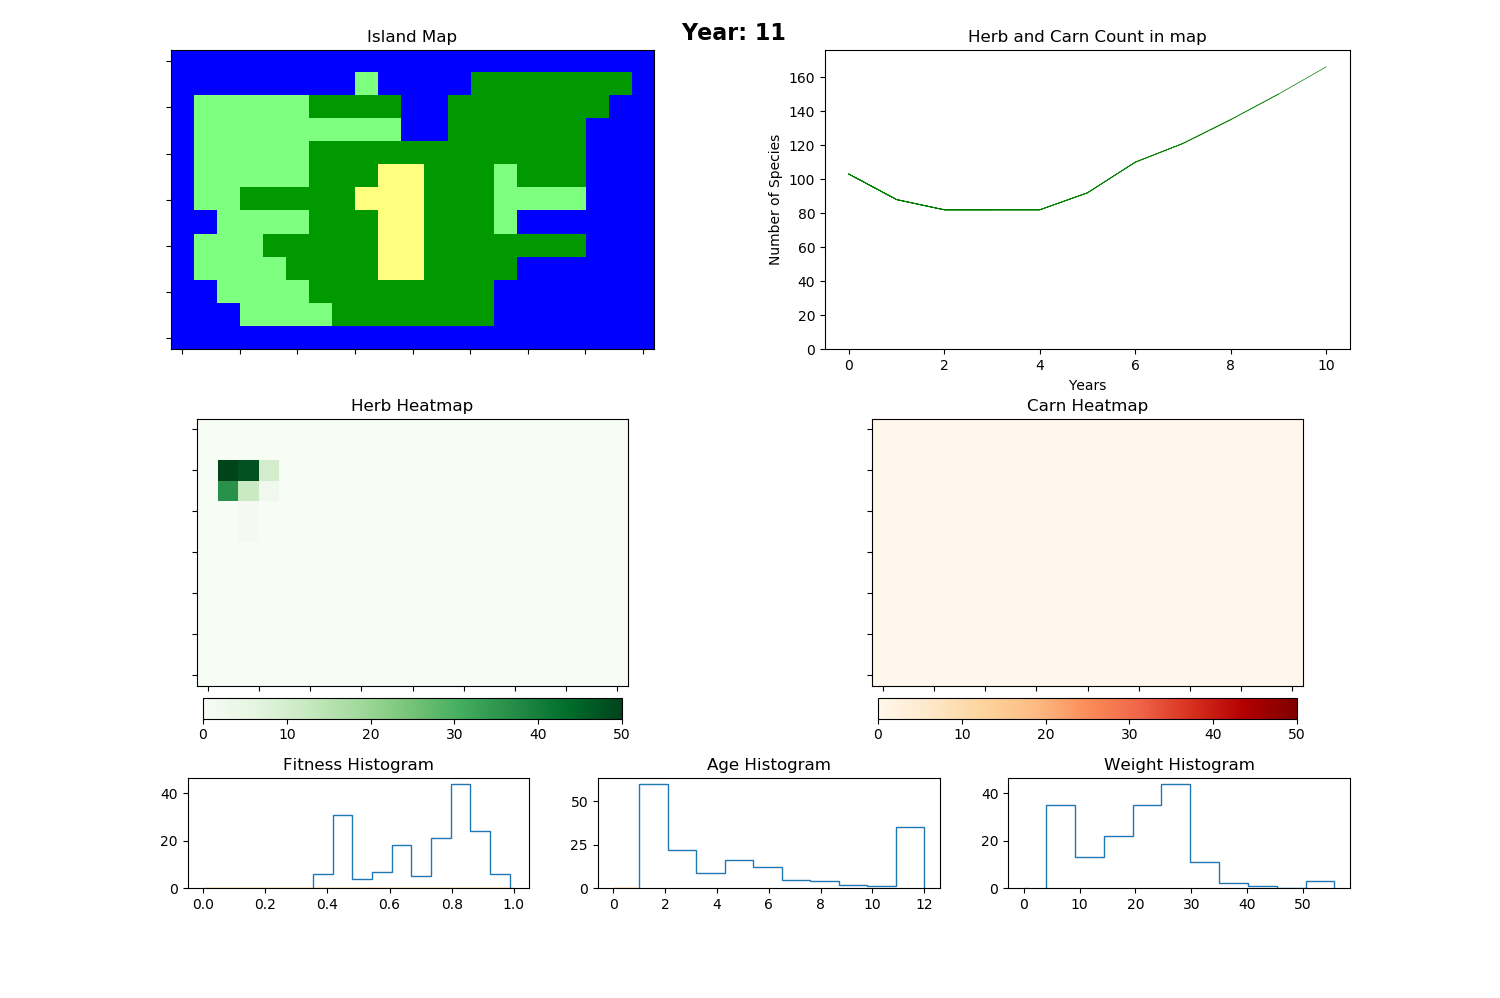 Year: 11
Island Map
Herb and Carn Count in map
160
140
120
100
80
60
40
20
0
Number of Species
0 2 4 6 8 10
Years
Herb Heatmap
Carn Heatmap
0 10 20 30 40 50
0 10 20 30 40 50
Fitness Histogram
40
20
0
0.0 0.2 0.4 0.6 0.8 1.0
Age Histogram
50
25
0
0 2 4 6 8 10 12
Weight Histogram
40
20
0
0 10 20 30 40 50